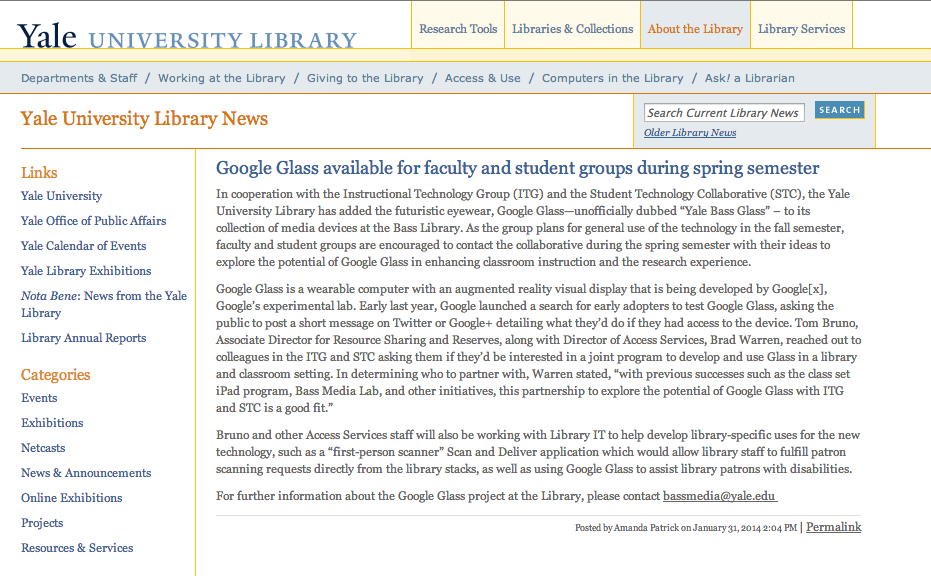 Yale UNIVERSITY LIBRARY
Research Tools
Libraries & Collections
About the Library
Library Services
Departments & Staff / Working at the Library / Giving to the Library / Access & Use / Computers in the Library / Ask! a Librarian
Yale University Library News
Search Current Library News
SEARCH
Older Library News
Links
Yale University
Yale Office of Public Affairs
Yale Calendar of Events
Yale Library Exhibitions
Nota Bene: News from the Yale
Library
Library Annual Reports
Categories
Events
Exhibitions
Netcasts
News & Announcements
Online Exhibitions
Projects
Resources & Services
Google Glass available for faculty and student groups during spring semester
In cooperation with the Instructional Technology Group (ITG) and the Student Technology Collaborative (STC), the Yale
University Library has added the futuristic eyewear, Google Glass—unofficially dubbed “Yale Bass Glass” – to its
collection of media devices at the Bass Library. As the group plans for general use of the technology in the fall semester,
faculty and student groups are encouraged to contact the collaborative during the spring semester with their ideas to
explore the potential of Google Glass in enhancing classroom instruction and the research experience.
Google Glass is a wearable computer with an augmented reality visual display that is being developed by Google[x],
Google’s experimental lab. Early last year, Google launched a search for early adopters to test Google Glass, asking the
public to post a short message on Twitter or Google+ detailing what they’d do if they had access to the device. Tom Bruno,
Associate Director for Resource Sharing and Reserves, along with Director of Access Services, Brad Warren, reached out to
colleagues in the ITG and STC asking them if they’d be interested in a joint program to develop and use Glass in a library
and classroom setting. In determining who to partner with, Warren stated, “with previous successes such as the class set
iPad program, Bass Media Lab, and other initiatives, this partnership to explore the potential of Google Glass with ITG
and STC is a good fit.”
Bruno and other Access Services staff will also be working with Library IT to help develop library-specific uses for the new
technology, such as a “first-person scanner” Scan and Deliver application which would allow library staff to fulfill patron
scanning requests directly from the library stacks, as well as using Google Glass to assist library patrons with disabilities.
For further information about the Google Glass project at the Library, please contact bassmedia@yale.edu
Posted by Amanda Patrick on January 31, 2014 2:04 PM | Permalink